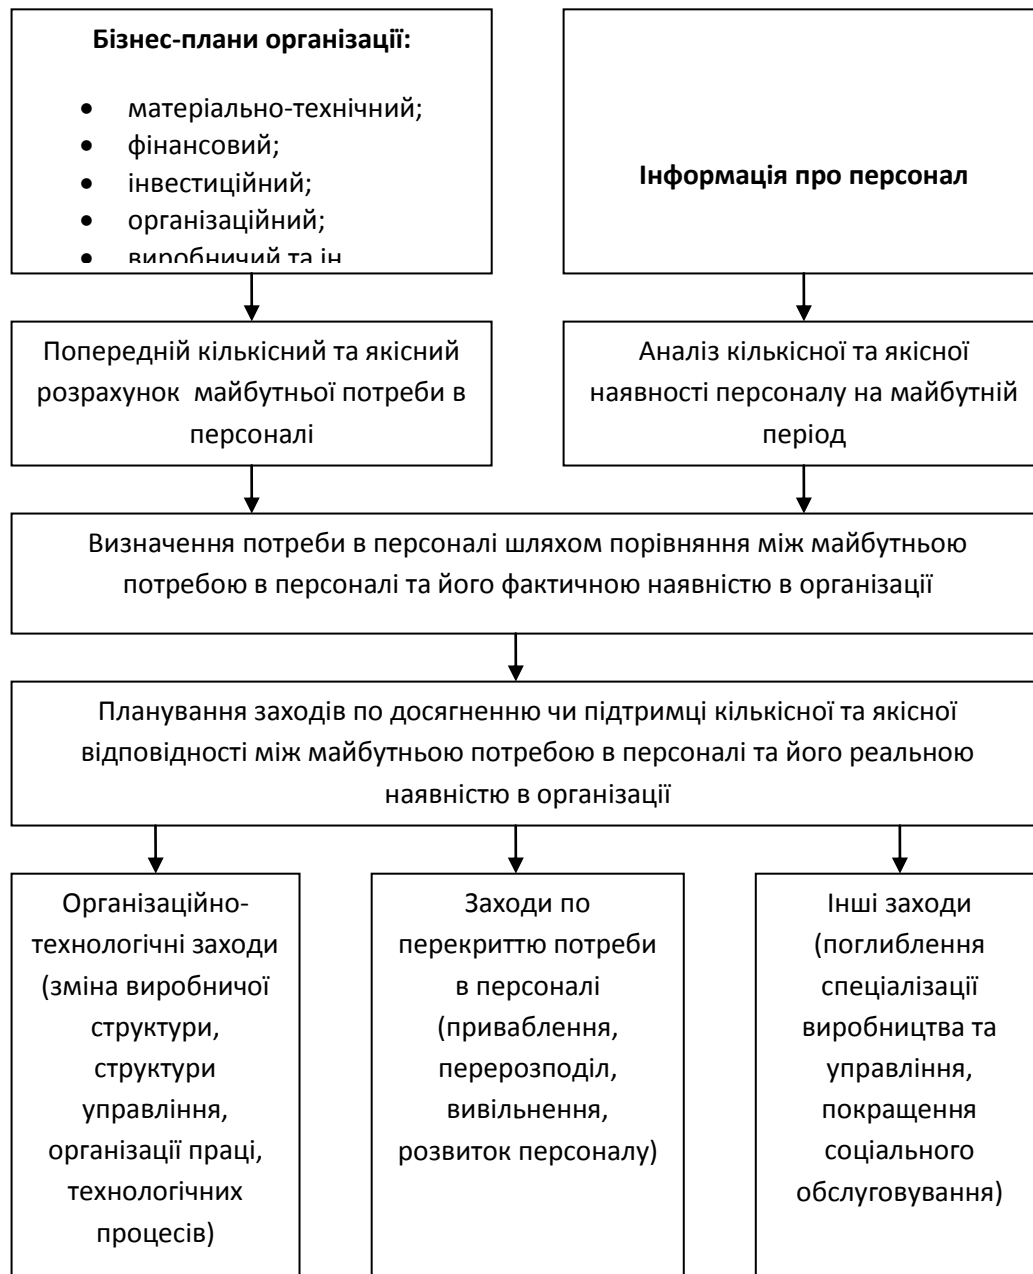 Бізнес-плани організації:
• матеріально-технічний;
• фінансовий;
• інвестиційний;
• організаційний;
• виробничий та ін
Інформація про персонал
Попередній кількісний та якісний
розрахунок майбутньої потреби в
персоналі
Аналіз кількісної та якісної
наявності персоналу на майбутній
період
Визначення потреби в персоналі шляхом порівняння між майбутньою
потребою в персоналі та його фактичною наявністю в організації
Планування заходів по досягненню чи підтримці кількісної та якісної
відповідності між майбутньою потребою в персоналі та його реальною
наявністю в організації
Організаційно-
технологічні заходи
(зміна виробничої
структури,
структури
управління,
організації праці,
технологічних
процесів)
Заходи по
перекриттю потреби
в персоналі
(приваблення,
перерозподіл,
вивільнення,
розвиток персоналу)
Інші заходи
(поглиблення
спеціалізації
виробництва та
управління,
покращення
соціального
обслуговування)